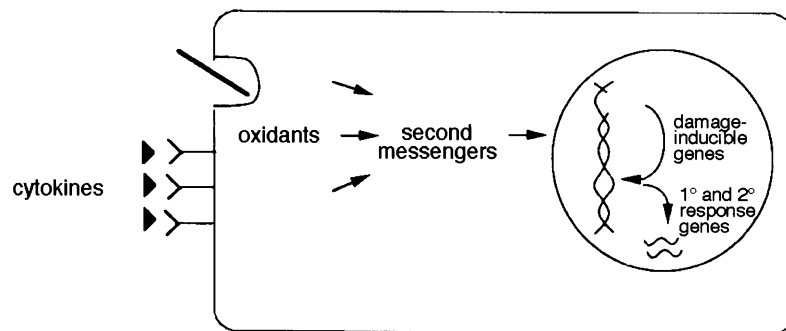 cytokines
oxidants
second
messengers
damage-
inducible
genes
1° and 2°
response
genes